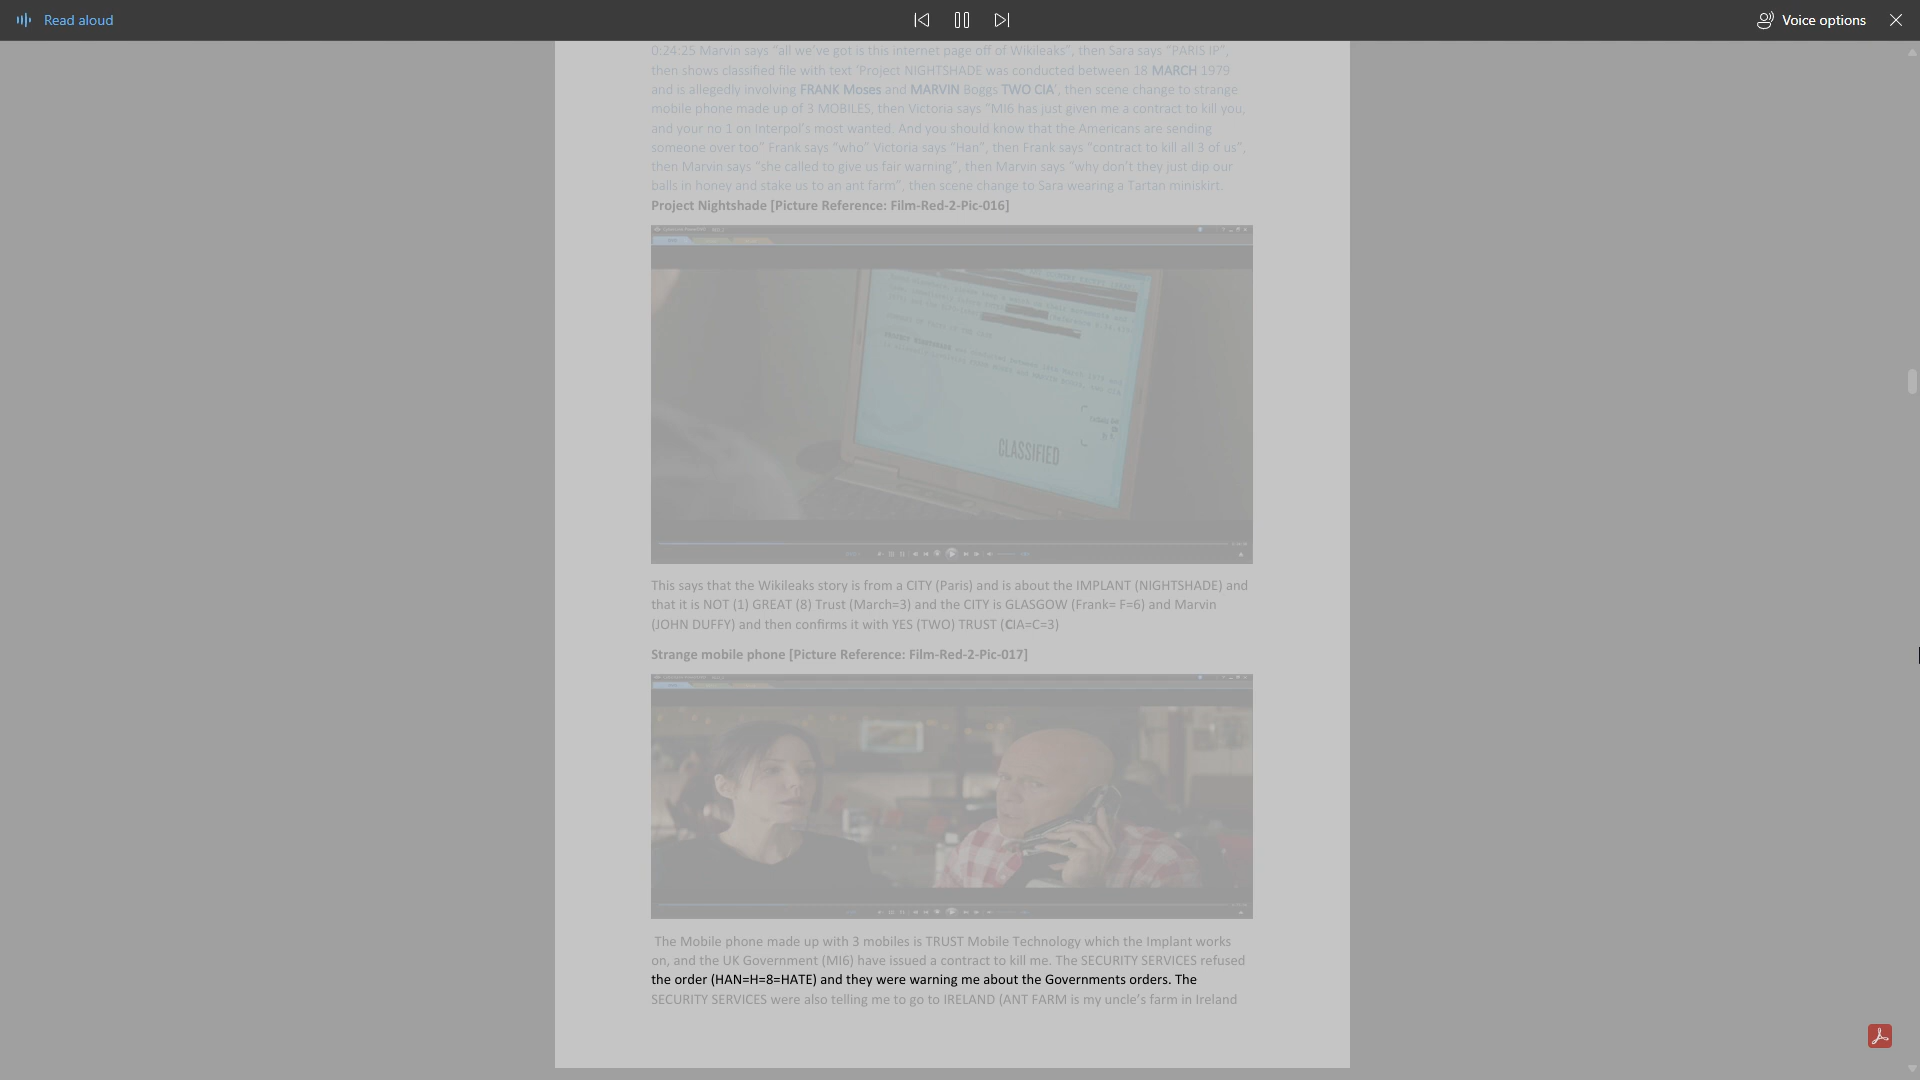 Read aloud
Voice options
0:24:25 Marvin says “all we’ve got is this internet page off of Wikileaks”, then Sara says “PARIS IP”,
then shows classified file with text ‘Project NIGHTSHADE was conducted between 18 MARCH 1979
and is allegedly involving FRANK Moses and MARVIN Boggs TWO CIA’, then scene change to strange
mobile phone made up of 3 MOBILES, then Victoria says “MI6 has just given me a contract to kill you,
and your no 1 on Interpol’s most wanted. And you should know that the Americans are sending
someone over too” Frank says “who” Victoria says “Han”, then Frank says “contract to kill all 3 of us”,
then Marvin says “she called to give us fair warning”, then Marvin says “why don’t they just dip our
balls in honey and stake us to an ant farm”, then scene change to Sara wearing a Tartan miniskirt.
Project Nightshade [Picture Reference: Film-Red-2-Pic-016]
CLASSIFIED
This says that the Wikileaks story is from a CITY (Paris) and is about the IMPLANT (NIGHTSHADE) and
that it is NOT (1) GREAT (8) Trust (March=3) and the CITY is GLASGOW (Frank= F=6) and Marvin
(JOHN DUFFY) and then confirms it with YES (TWO) TRUST (CIA=C=3)
Strange mobile phone [Picture Reference: Film-Red-2-Pic-017]
The Mobile phone made up with 3 mobiles is TRUST Mobile Technology which the Implant works
on, and the UK Government (MI6) have issued a contract to kill me. The SECURITY SERVICES refused
the order (HAN=H=8=HATE) and they were warning me about the Governments orders. The
SECURITY SERVICES were also telling me to go to IRELAND (ANT FARM is my uncle’s farm in Ireland